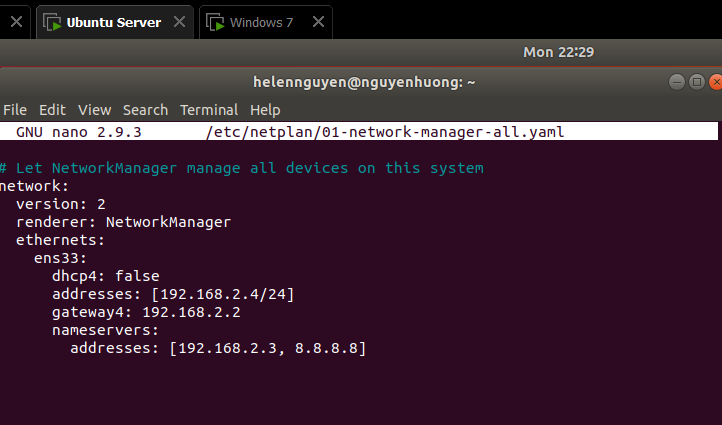 Ubuntu Server Windows 7
Mon 22:29
helennguyen@nguyenhuong: ~
File Edit View Search Terminal Help
GNU nano 2.9.3 /etc/netplan/01-network-manager-all.yaml
# Let NetworkManager manage all devices on this system
network:
  version: 2
  renderer: NetworkManager
  ethernets:
    ens33:
      dhcp4: false
      addresses: [192.168.2.4/24]
      gateway4: 192.168.2.2
      nameservers:
        addresses: [192.168.2.3, 8.8.8.8]